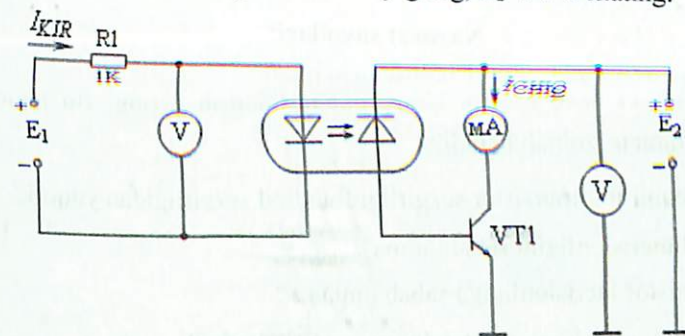 I_KIR
R1
1K
i_CHIQ
+
E1
V
MA
+
E2
V
-
VT1
-